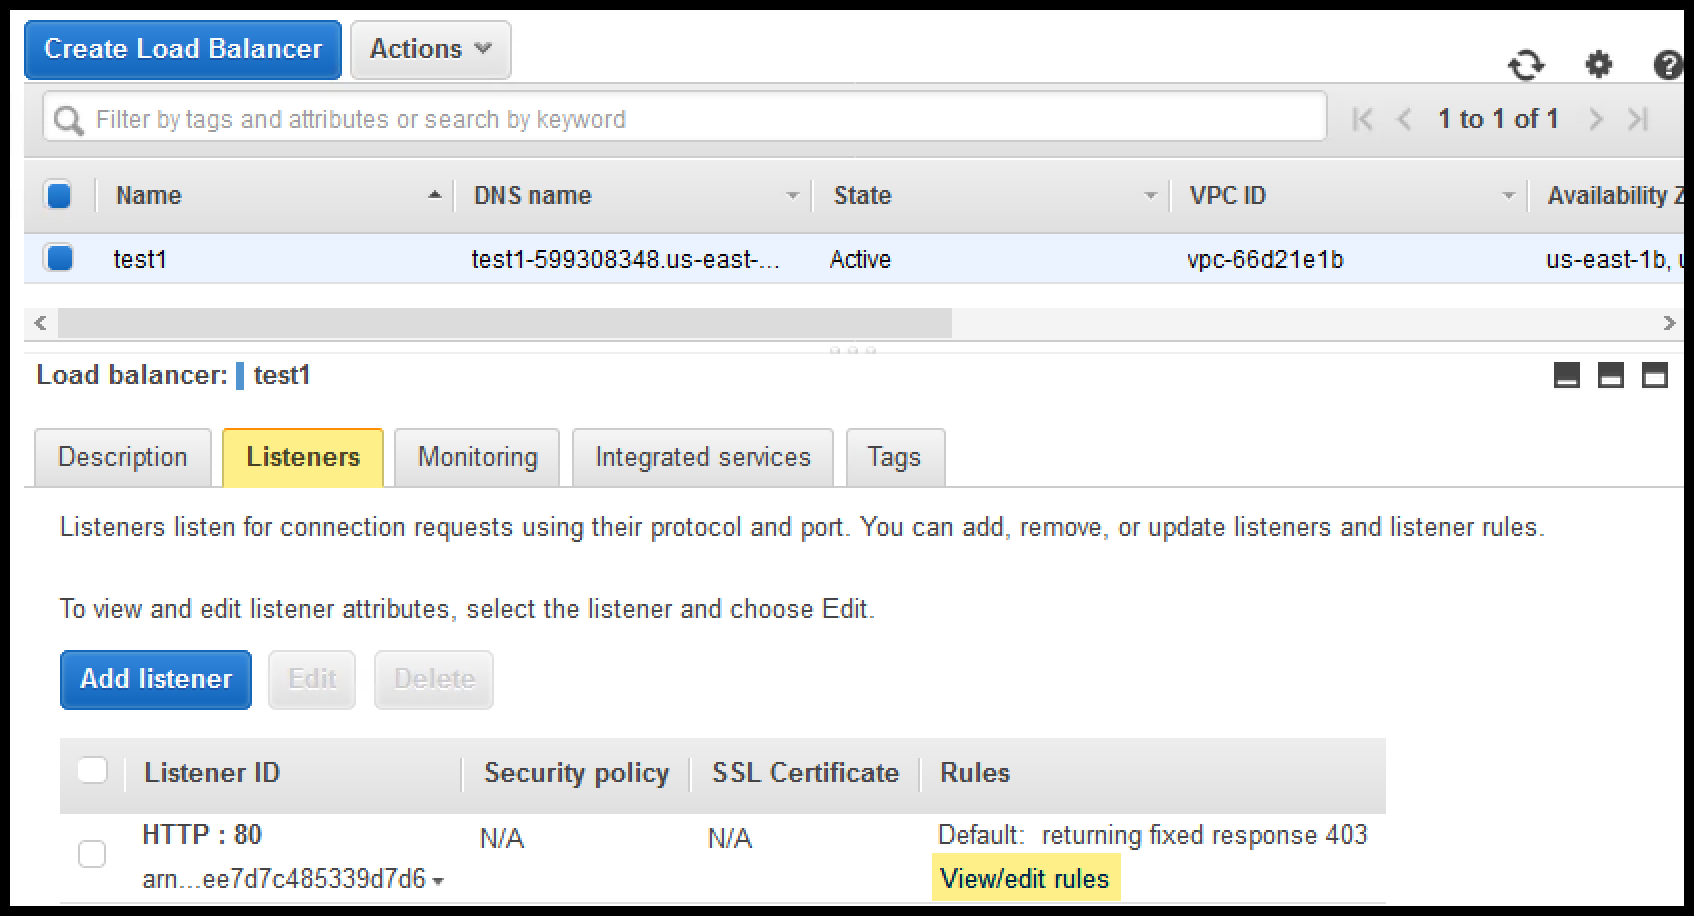 Create Load Balancer Actions
Filter by tags and attributes or search by keyword 1 to 1 of 1
Name DNS name State VPC ID Availability Z
test1 test1-599308348.us-east-... Active vpc-66d21e1b us-east-1b,
Load balancer: test1
Description Listeners Monitoring Integrated services Tags
Listeners listen for connection requests using their protocol and port. You can add, remove, or update listeners and listener rules.
To view and edit listener attributes, select the listener and choose Edit.
Add listener Edit Delete
Listener ID Security policy SSL Certificate Rules
HTTP : 80 N/A N/A Default: returning fixed response 403
arn...ee7d7c485339d7d6 View/edit rules